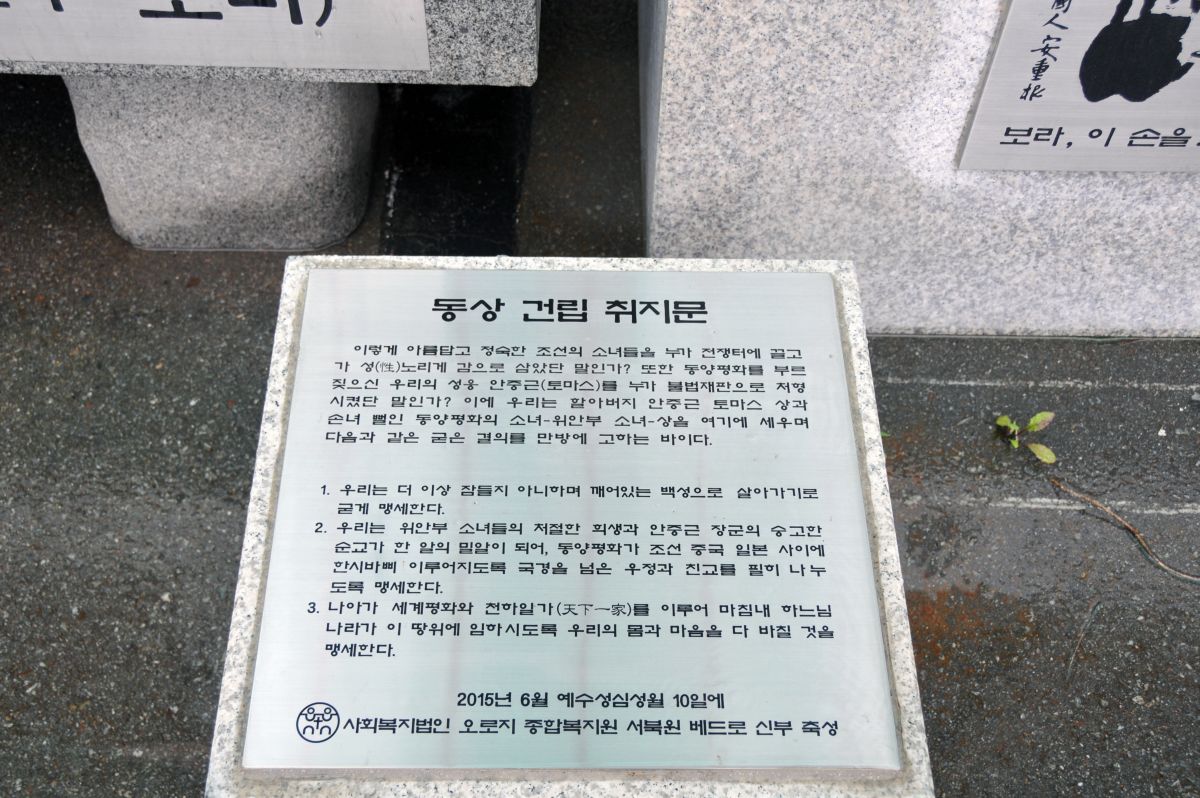 國人安重根
보라, 이 손을
동상 건립 취지문
이렇게 아름답고 정숙한 조선의 소녀들을 누가 전쟁터에 끌고
가 성(性)노리게 감으로 삼았단 말인가? 또한 동양평화를 부르
짖으신 우리의 성웅 안중근(토마스)를 누가 불법재판으로 처형
시켰단 말인가? 이에 우리는 할아버지 안중근 토마스 상과
손녀 뻘인 동양평화의 소녀-위안부 소녀-상을 여기에 세우며
다음과 같은 굳은 결의를 만방에 고하는 바이다.
1. 우리는 더 이상 잠들지 아니하며 깨어있는 백성으로 살아가기로
굳게 맹세한다.
2. 우리는 위안부 소녀들의 처절한 희생과 안중근 장군의 숭고한
순교가 한 알의 밀알이 되어, 동양평화가 조선 중국 일본 사이에
한시바삐 이루어지도록 국경을 넘은 우정과 친교를 필히 나누
도록 맹세한다.
3. 나아가 세계평화와 천하일가(天下一家)를 이루어 마침내 하느님
나라가 이 땅위에 임하시도록 우리의 몸과 마음을 다 바칠 것을
맹세한다.
2015년 6월 예수성심성월 10일에
사회복지법인 오로지 종합복지원 서북원 베드로 신부 축성